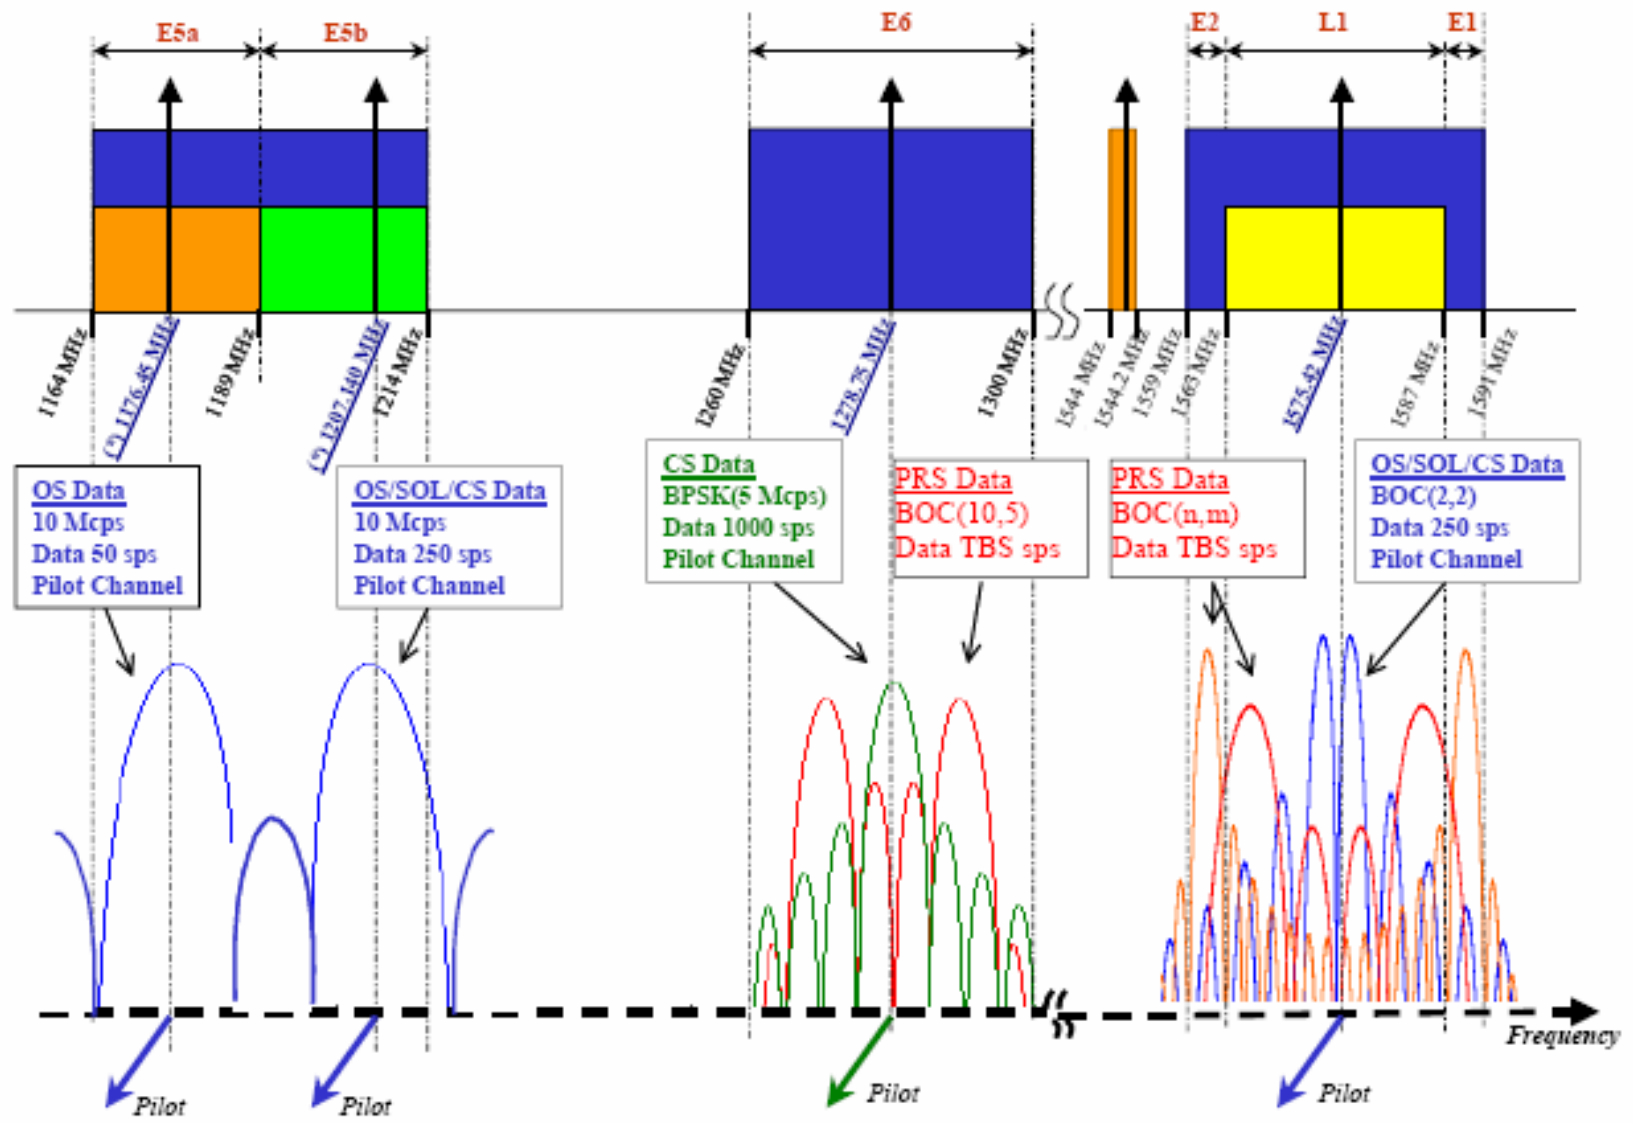 E5a
E5b
E6
E2
L1
E1
1164 MHz
(*) 1176.45 MHz
1189 MHz
(*) 1207.140 MHz
1214 MHz
1260 MHz
1278.75 MHz
1300 MHz
1544 MHz
1544.2 MHz
1559 MHz
1563 MHz
1575.42 MHz
1587 MHz
1591 MHz
OS Data
10 Mcps
Data 50 sps
Pilot Channel
OS/SOL/CS Data
10 Mcps
Data 250 sps
Pilot Channel
CS Data
BPSK(5 Mcps)
Data 1000 sps
Pilot Channel
PRS Data
BOC(10,5)
Data TBS sps
PRS Data
BOC(n,m)
Data TBS sps
OS/SOL/CS Data
BOC(2,2)
Data 250 sps
Pilot Channel
Frequency
Pilot
Pilot
Pilot
Pilot